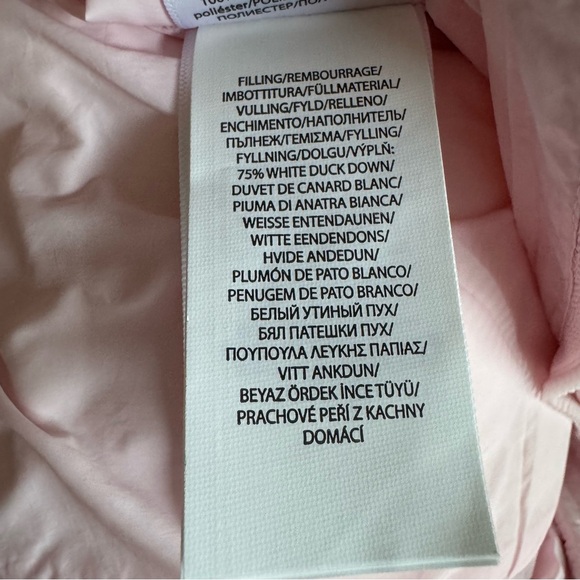 poliéster/
ПОЛИЕСТЕР/
FILLING/REMBOURRAGE/
IMBOTTITURA/FÜLLMATERIAL/
VULLING/FYLD/RELLENO/
ENCHIMENTO/НАПОЛНИТЕЛЬ/
ПЪЛНЕЖ/ΓΕΜΙΣΜΑ/FYLLING/
FYLLNING/DOLGU/VÝPLŇ:
75% WHITE DUCK DOWN/
DUVET DE CANARD BLANC/
PIUMA DI ANATRA BIANCA/
WEISSE ENTENDAUNEN/
WITTE EENDENDONS/
HVIDE ANDEDUN/
PLUMÓN DE PATO BLANCO/
PENUGEM DE PATO BRANCO/
БЕЛЫЙ УТИНЫЙ ПУХ/
БЯЛ ПАТЕШКИ ПУХ/
ΠΟΥΠΟΥΛΑ ΛΕΥΚΗΣ ΠΑΠΙΑΣ/
VITT ANKDUN/
BEYAZ ÖRDEK İNCE TÜYÜ/
PRACHOVÉ PEŘÍ Z KACHNY
DOMÁCÍ